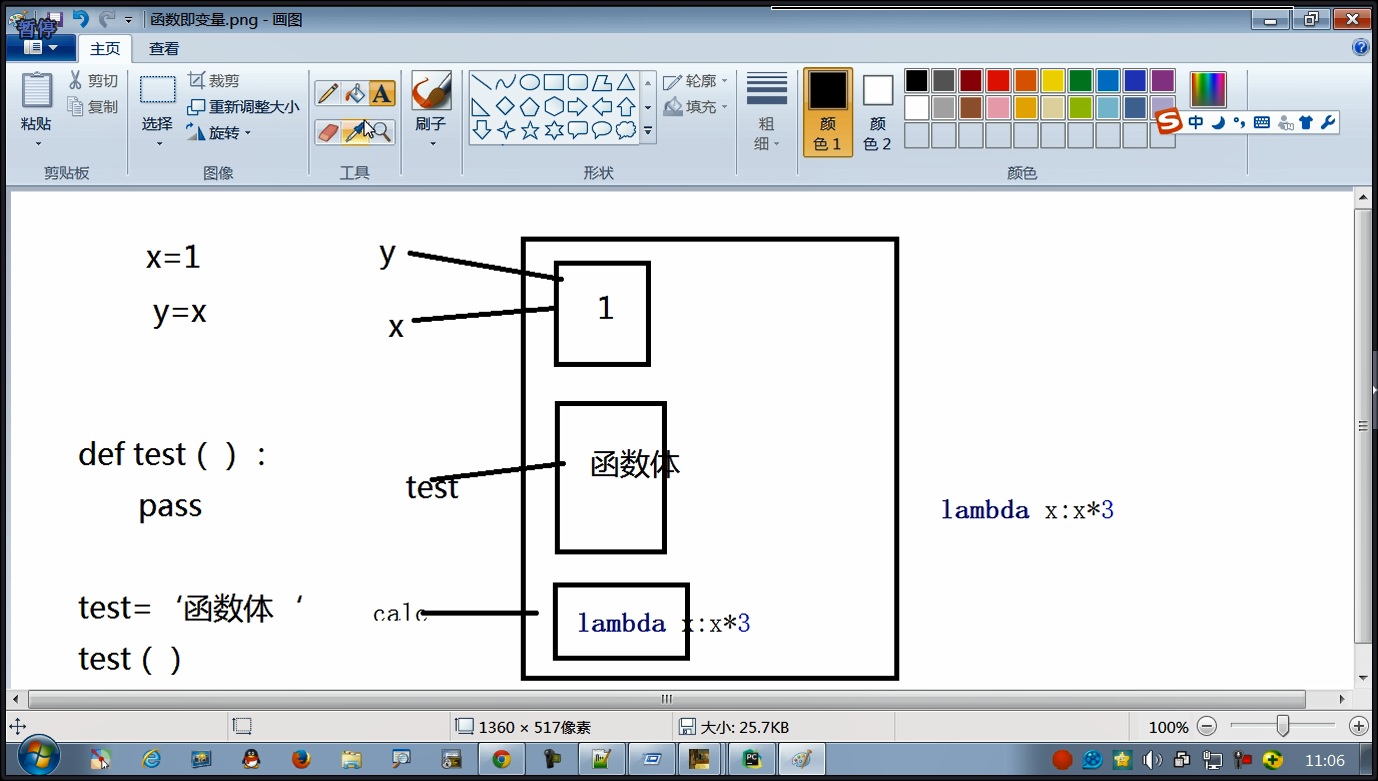 函数即变量.png - 画图
暂停
主页 查看
粘贴
剪切
复制
剪贴板
选择
裁剪
重新调整大小
旋转
图像
A
工具
刷子
轮廓
填充
形状
粗细
颜色 1
颜色 2
颜色
中
x=1
y=x
y
x
1
def test ( ) :
pass
test
函数体
lambda x:x*3
test= ‘函数体 ‘
test ( )
calc
lambda x:x*3
1360 × 517像素
大小: 25.7KB
100%
PC
11:06